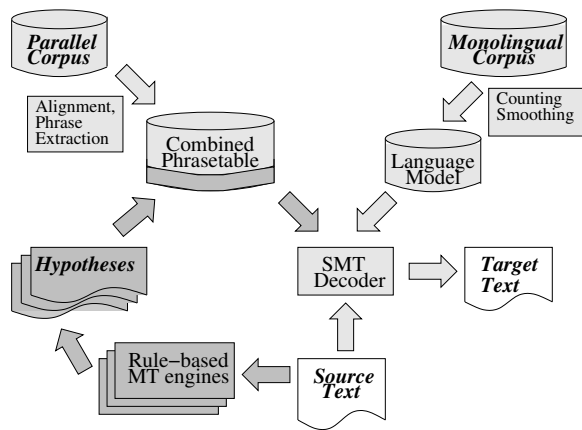 Parallel
Corpus
Monolingual
Corpus
Alignment,
Phrase
Extraction
Counting
Smoothing
Combined
Phrasetable
Language
Model
Hypotheses
SMT
Decoder
Target
Text
Rule−based
MT engines
Source
Text